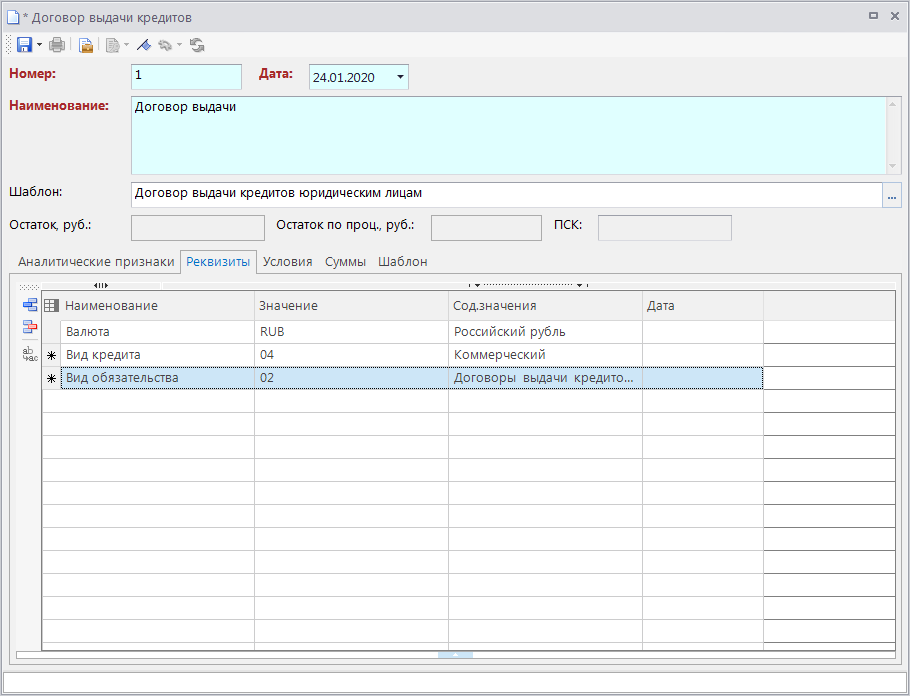 * Договор выдачи кредитов
Номер: 1 Дата: 24.01.2020
Наименование: Договор выдачи
Шаблон: Договор выдачи кредитов юридическим лицам ...
Остаток, руб.: Остаток по проц., руб.: ПСК:
Аналитические признаки Реквизиты Условия Суммы Шаблон
Наименование Значение Сод.значения Дата
Валюта RUB Российский рубль
Вид кредита 04 Коммерческий
Вид обязательства 02 Договоры выдачи кредито...
ab
ac